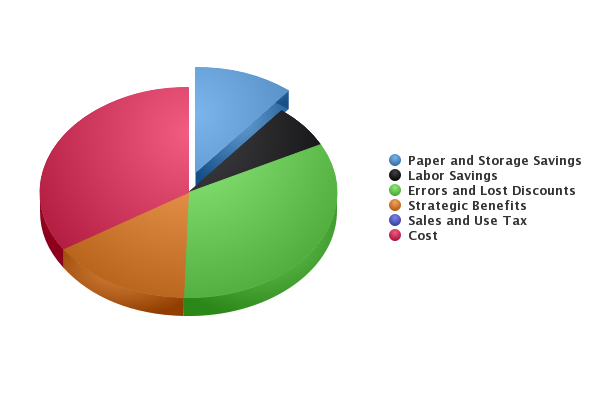 Paper and Storage Savings
Labor Savings
Errors and Lost Discounts
Strategic Benefits
Sales and Use Tax
Cost